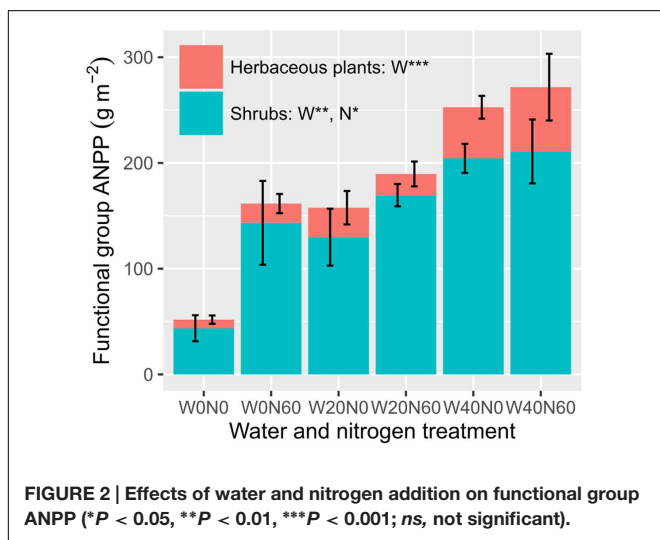 Functional group ANPP (g m⁻²)
300
200
100
0
Herbaceous plants: W***
Shrubs: W**, N*
W0N0 W0N60 W20N0 W20N60 W40N0 W40N60
Water and nitrogen treatment
FIGURE 2 | Effects of water and nitrogen addition on functional group
ANPP (*P < 0.05, **P < 0.01, ***P < 0.001; ns, not significant).